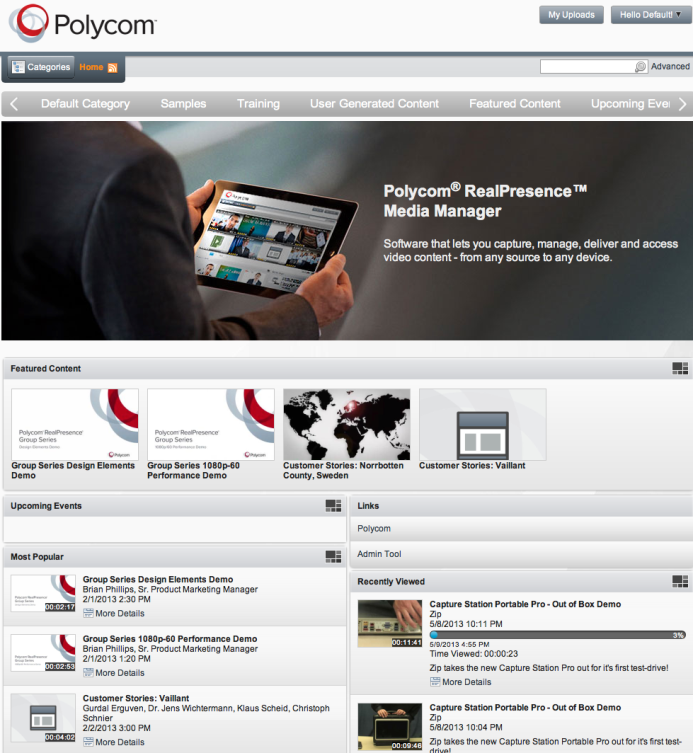 Polycom
My Uploads
Hello Default!
Categories
Home
Advanced
Default Category
Samples
Training
User Generated Content
Featured Content
Upcoming Even
Polycom® RealPresence™
Media Manager
Software that lets you capture, manage, deliver and access
video content - from any source to any device.
Featured Content
Polycom RealPresence
Group Series
Design Elements Demo
Polycom
Group Series Design Elements
Demo
Polycom RealPresence
Group Series
1080p-60 Performance Demo
Polycom
Group Series 1080p-60
Performance Demo
Customer Stories: Norrbotten
County, Sweden
Customer Stories: Vaillant
Upcoming Events
Links
Polycom
Admin Tool
Most Popular
00:02:17
Group Series Design Elements Demo
Brian Phillips, Sr. Product Marketing Manager
2/1/2013 2:30 PM
More Details
00:02:53
Group Series 1080p-60 Performance Demo
Brian Phillips, Sr. Product Marketing Manager
2/1/2013 1:20 PM
More Details
00:04:02
Customer Stories: Vaillant
Gurdal Erguven, Dr. Jens Wichtermann, Klaus Scheid, Christoph
Schnier
2/2/2013 3:00 PM
More Details
Recently Viewed
00:11:41
Capture Station Portable Pro - Out of Box Demo
Zip
5/8/2013 10:11 PM
3%
5/9/2013 4:55 PM
Time Viewed: 00:00:23
Zip takes the new Capture Station Pro out for it's first test-drive!
More Details
00:09:46
Capture Station Portable Pro - Out of Box Demo
Zip
5/8/2013 10:04 PM
Zip takes the new Capture Station Portable Pro out for it's first test-
drive!